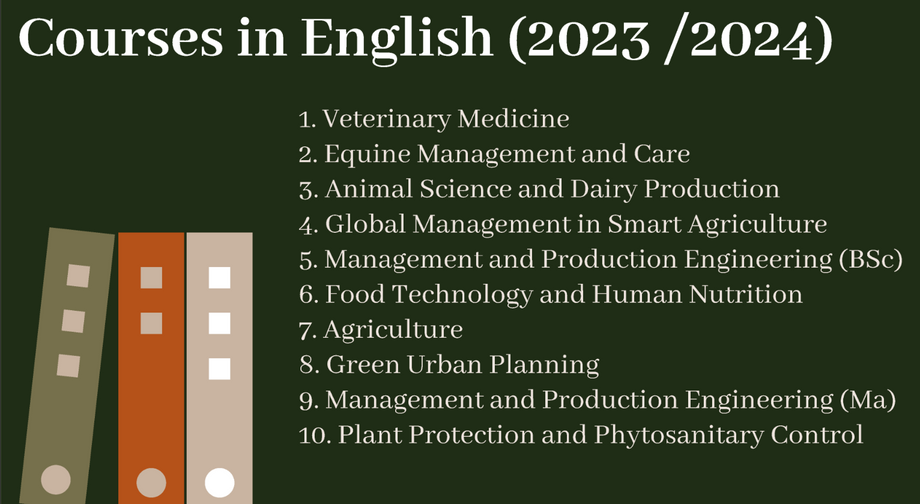 Courses in English (2023 /2024)
1. Veterinary Medicine
2. Equine Management and Care
3. Animal Science and Dairy Production
4. Global Management in Smart Agriculture
5. Management and Production Engineering (BSc)
6. Food Technology and Human Nutrition
7. Agriculture
8. Green Urban Planning
9. Management and Production Engineering (Ma)
10. Plant Protection and Phytosanitary Control